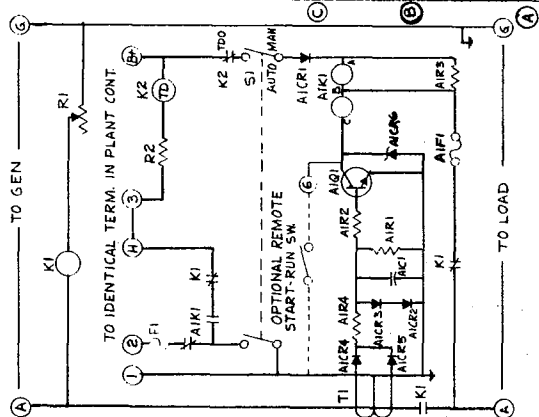 C
B
A
TO GEN
G
R1
K1
A
TO IDENTICAL TERM. IN PLANT CONT.
B+
TDO
K2
S1
AUTO
MAN
K2
TD
R2
3
H
K1
A1K1
2
F1
1
OPTIONAL REMOTE
START-RUN SW.
6
A1CR1
A1K1
A
B
C
A1Q1
A1CR6
A1R2
A1R1
A1C1
A1R4
A1CR3
A1CR2
A1CR4
A1CR5
T1
K1
A1R3
A1F1
K1
G
TO LOAD
A